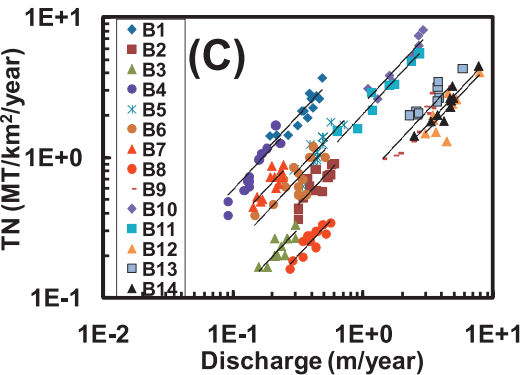 1E+1
(C)
B1
B2
B3
B4
B5
B6
B7
B8
B9
B10
B11
B12
B13
B14
TN (MT/km²/year)
1E+0
1E-1
1E-2
1E-1
1E+0
1E+1
Discharge (m/year)